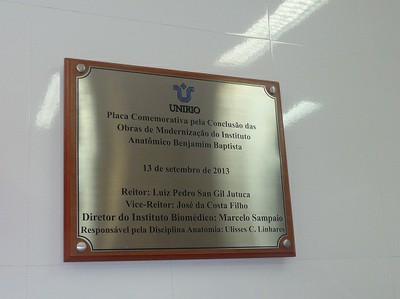 UNIRIO
Placa Comemorativa pela Conclusão das
Obras de Modernização do Instituto
Anatômico Benjamim Baptista
13 de setembro de 2013
Reitor: Luiz Pedro San Gil Jutuca
Vice-Reitor: José da Costa Filho
Diretor do Instituto Biomédico: Marcelo Sampaio
Responsável pela Disciplina Anatomia: Ulisses C. Linhares